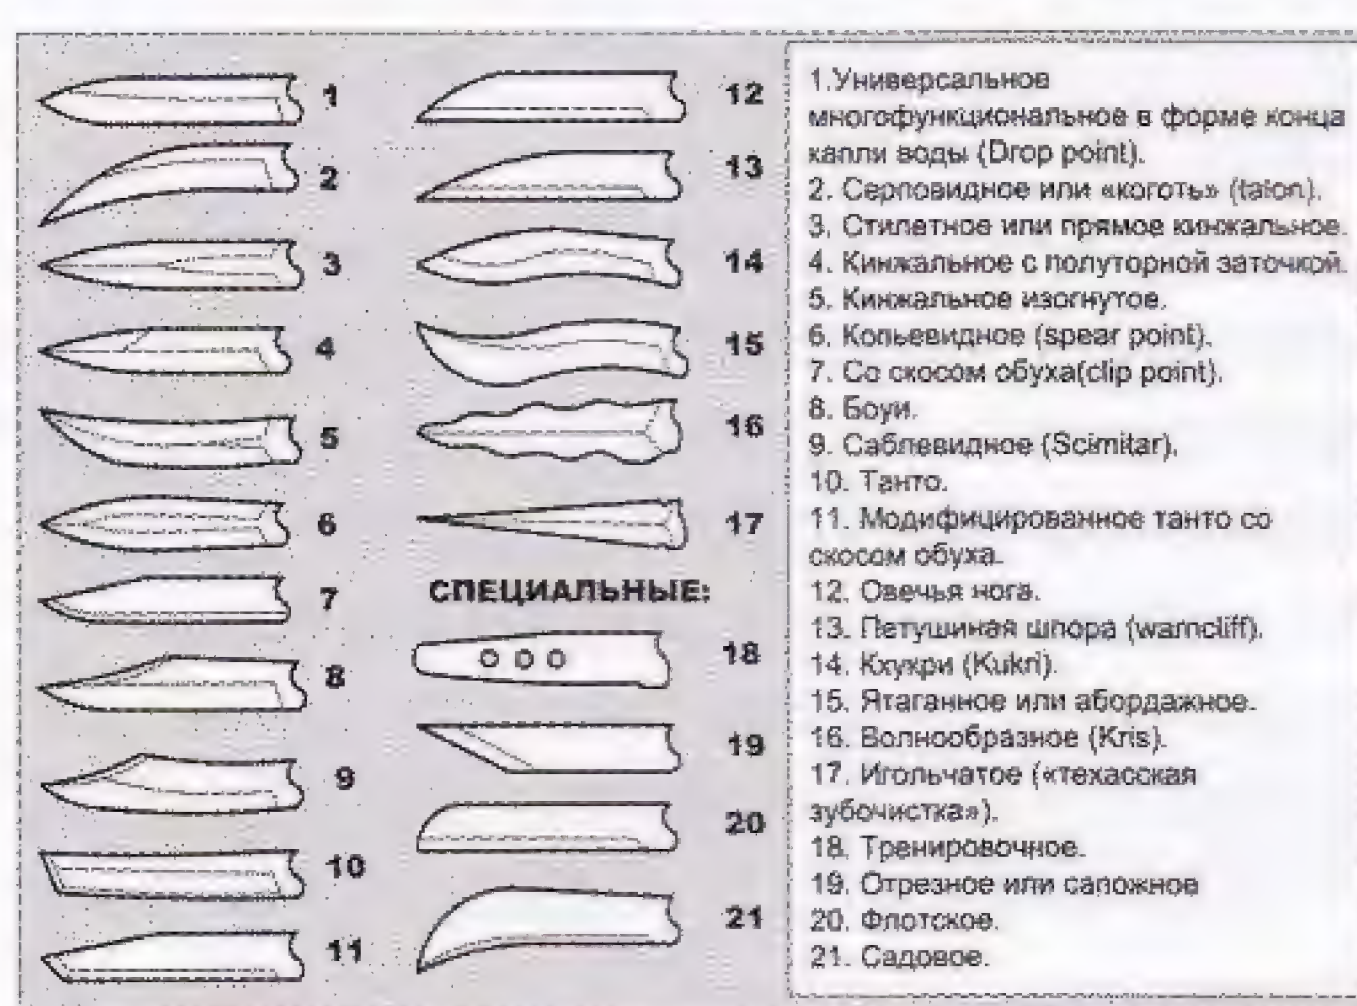 1
2
3
4
5
6
7
8
9
10
11
12
13
14
15
16
17
СПЕЦИАЛЬНЫЕ:
18
19
20
21
1.Универсальное
многофункциональное в форме конца
капли воды (Drop point).
2. Серповидное или «коготь» (talon).
3. Стилетное или прямое кинжальное.
4. Кинжальное с полуторной заточкой.
5. Кинжальное изогнутое.
6. Копьевидное (spear point).
7. Со скосом обуха(clip point).
8. Боуи.
9. Саблевидное (Scimitar).
10. Танто.
11. Модифицированное танто со
скосом обуха.
12. Овечья нога.
13. Петушиная шпора (warncliff).
14. Кхукри (Kukri).
15. Ятаганное или абордажное.
16. Волнообразное (Kris).
17. Игольчатое («техасская
зубочистка»).
18. Тренировочное.
19. Отрезное или сапожное
20. Флотское.
21. Садовое.